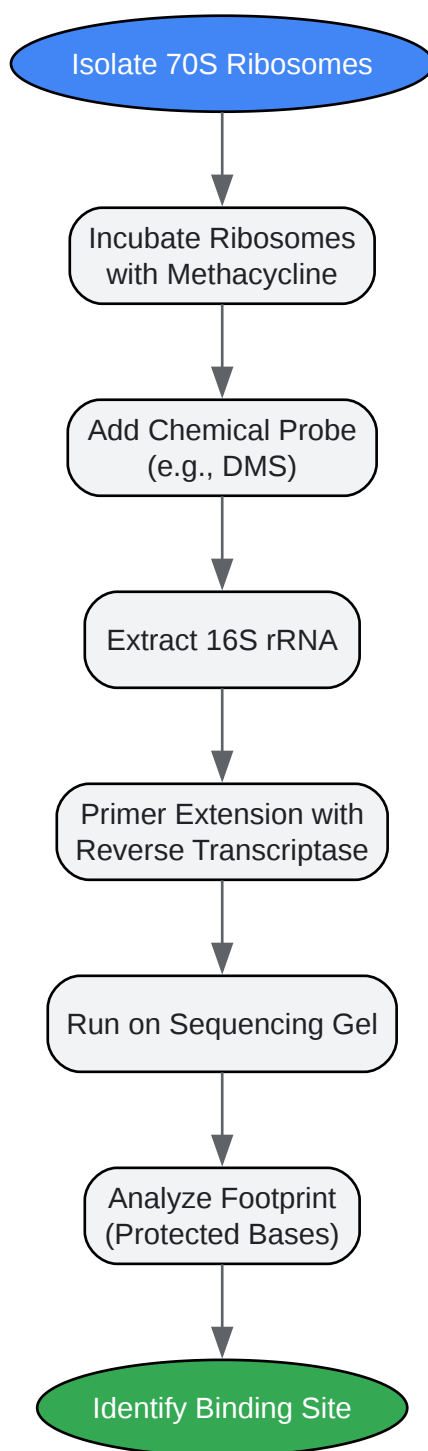 Isolate 70S Ribosomes
Incubate Ribosomes
with Methacycline
Add Chemical Probe
(e.g., DMS)
Extract 16S rRNA
Primer Extension with
Reverse Transcriptase
Run on Sequencing Gel
Analyze Footprint
(Protected Bases)
Identify Binding Site